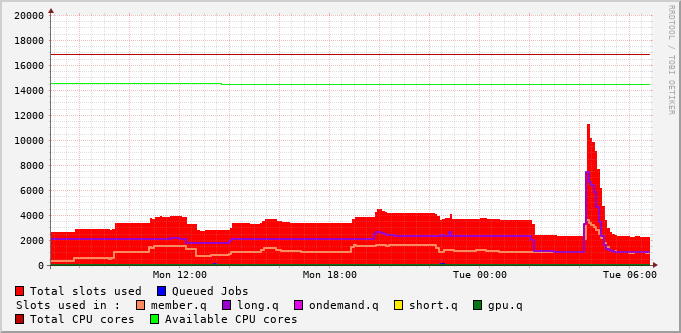 RRDTOOL / TOBI OETIKER
20000
18000
16000
14000
12000
10000
8000
6000
4000
2000
0
Mon 12:00 Mon 18:00 Tue 00:00 Tue 06:00
Total slots used Queued Jobs
Slots used in : member.q long.q ondemand.q short.q gpu.q
Total CPU cores Available CPU cores